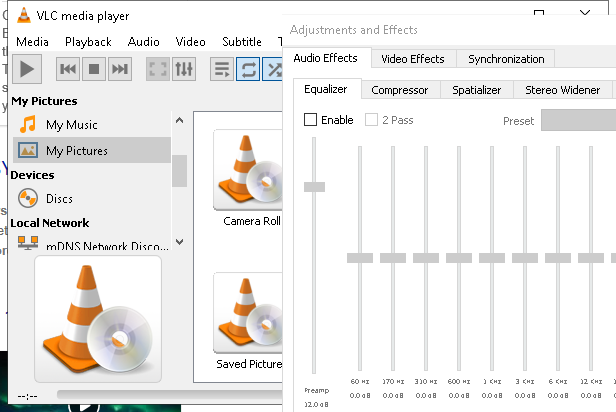 VLC media player
Media Playback Audio Video Subtitle
My Pictures
My Music
My Pictures
Devices
Discs
Local Network
mDNS Network Disco...
Camera Roll
Saved Picture
--:--
Adjustments and Effects
Audio Effects Video Effects Synchronization
Equalizer Compressor Spatializer Stereo Widener
Enable 2 Pass Preset
60 Hz 170 Hz 310 Hz 600 Hz 1 KHz 3 KHz 6 KHz 12 KHz
0.0 dB 0.0 dB 0.0 dB 0.0 dB 0.0 dB 0.0 dB 0.0 dB 0.0 dB
Preamp
12.0 dB